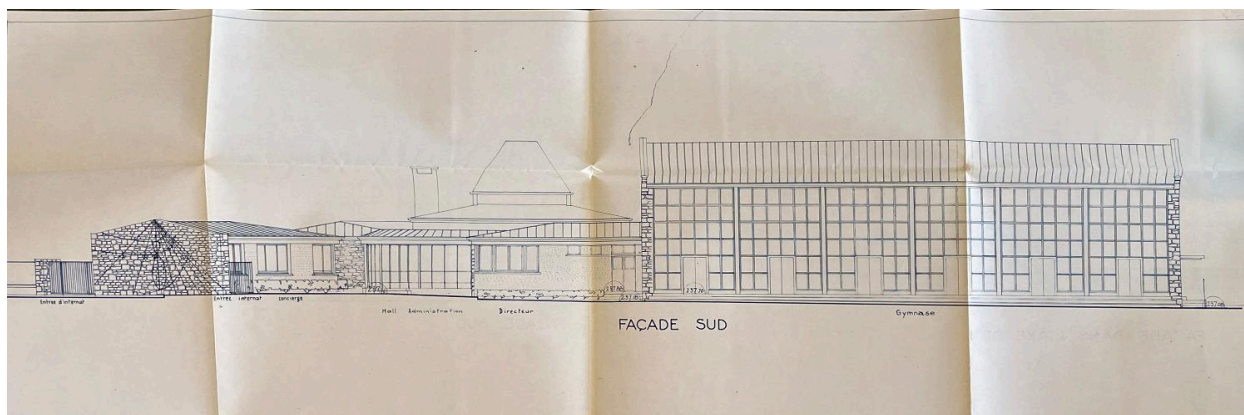 Entrée d'internat
Entrée internat concierge
Hall Administration
Directeur
FAÇADE SUD
Gymnase